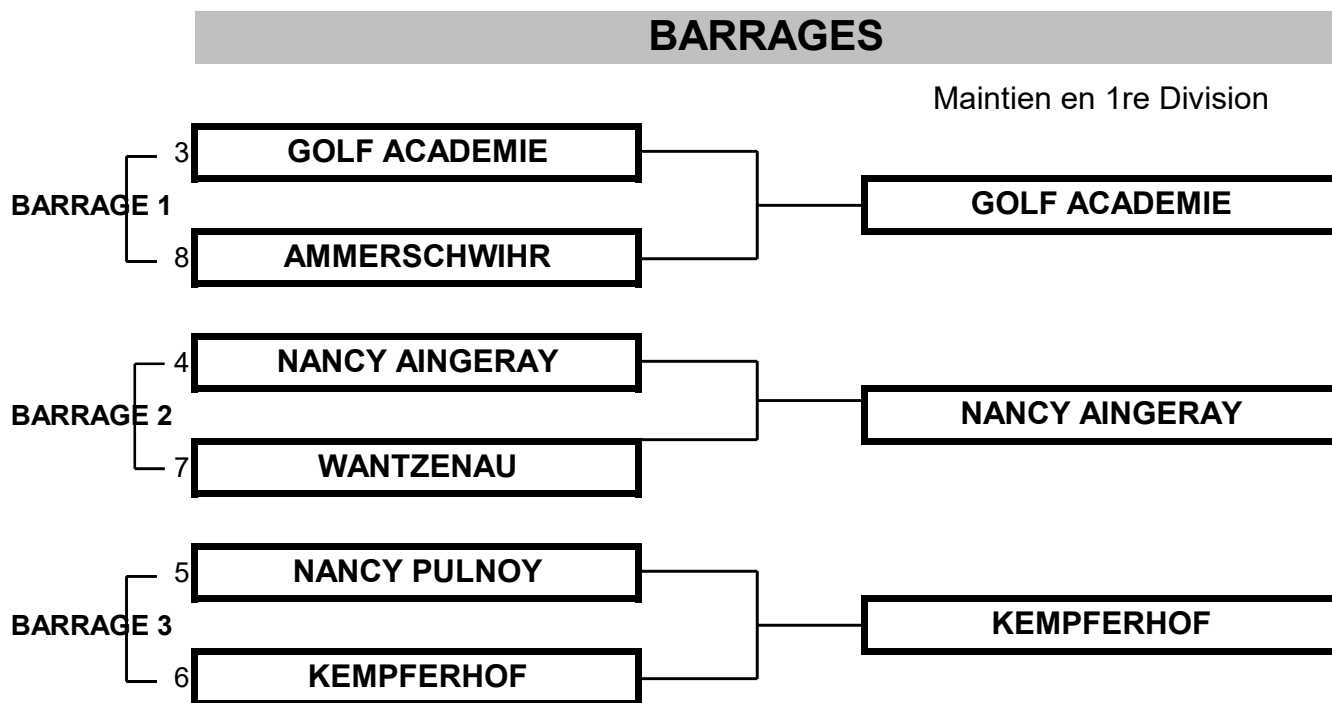 BARRAGES
Maintien en 1re Division
3 GOLF ACADEMIE
BARRAGE 1
GOLF ACADEMIE
8 AMMERSCHWIHR
4 NANCY AINGERAY
BARRAGE 2
NANCY AINGERAY
7 WANTZENAU
5 NANCY PULNOY
BARRAGE 3
KEMPFERHOF
6 KEMPFERHOF